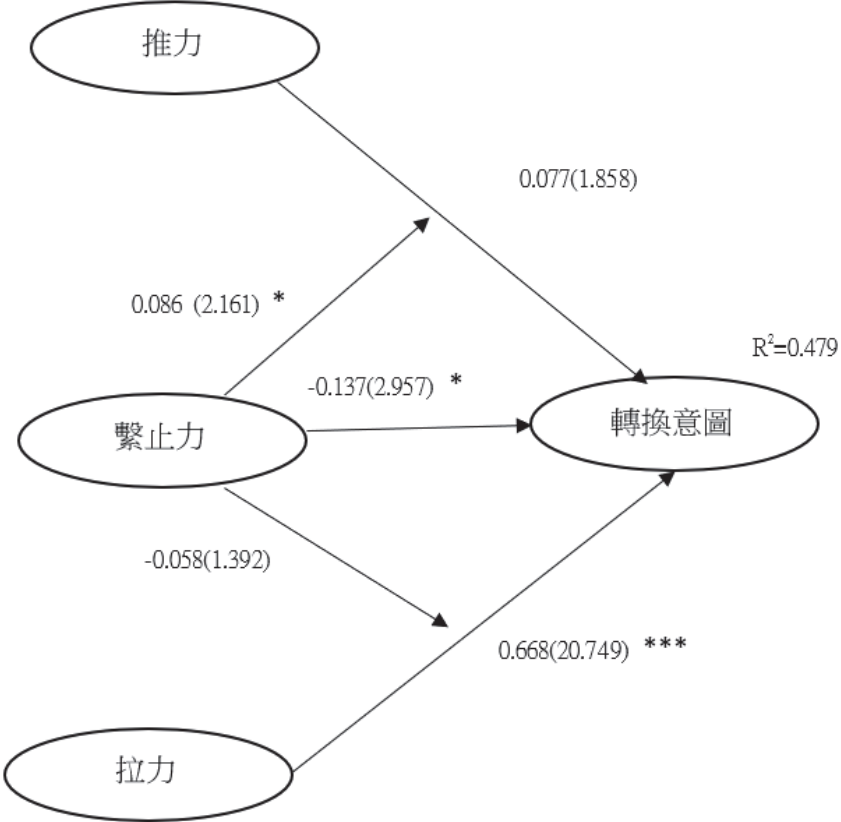 推力
0.077(1.858)
0.086 (2.161) *
R²=0.479
-0.137(2.957) *
轉換意圖
繫止力
-0.058(1.392)
0.668(20.749) ***
拉力